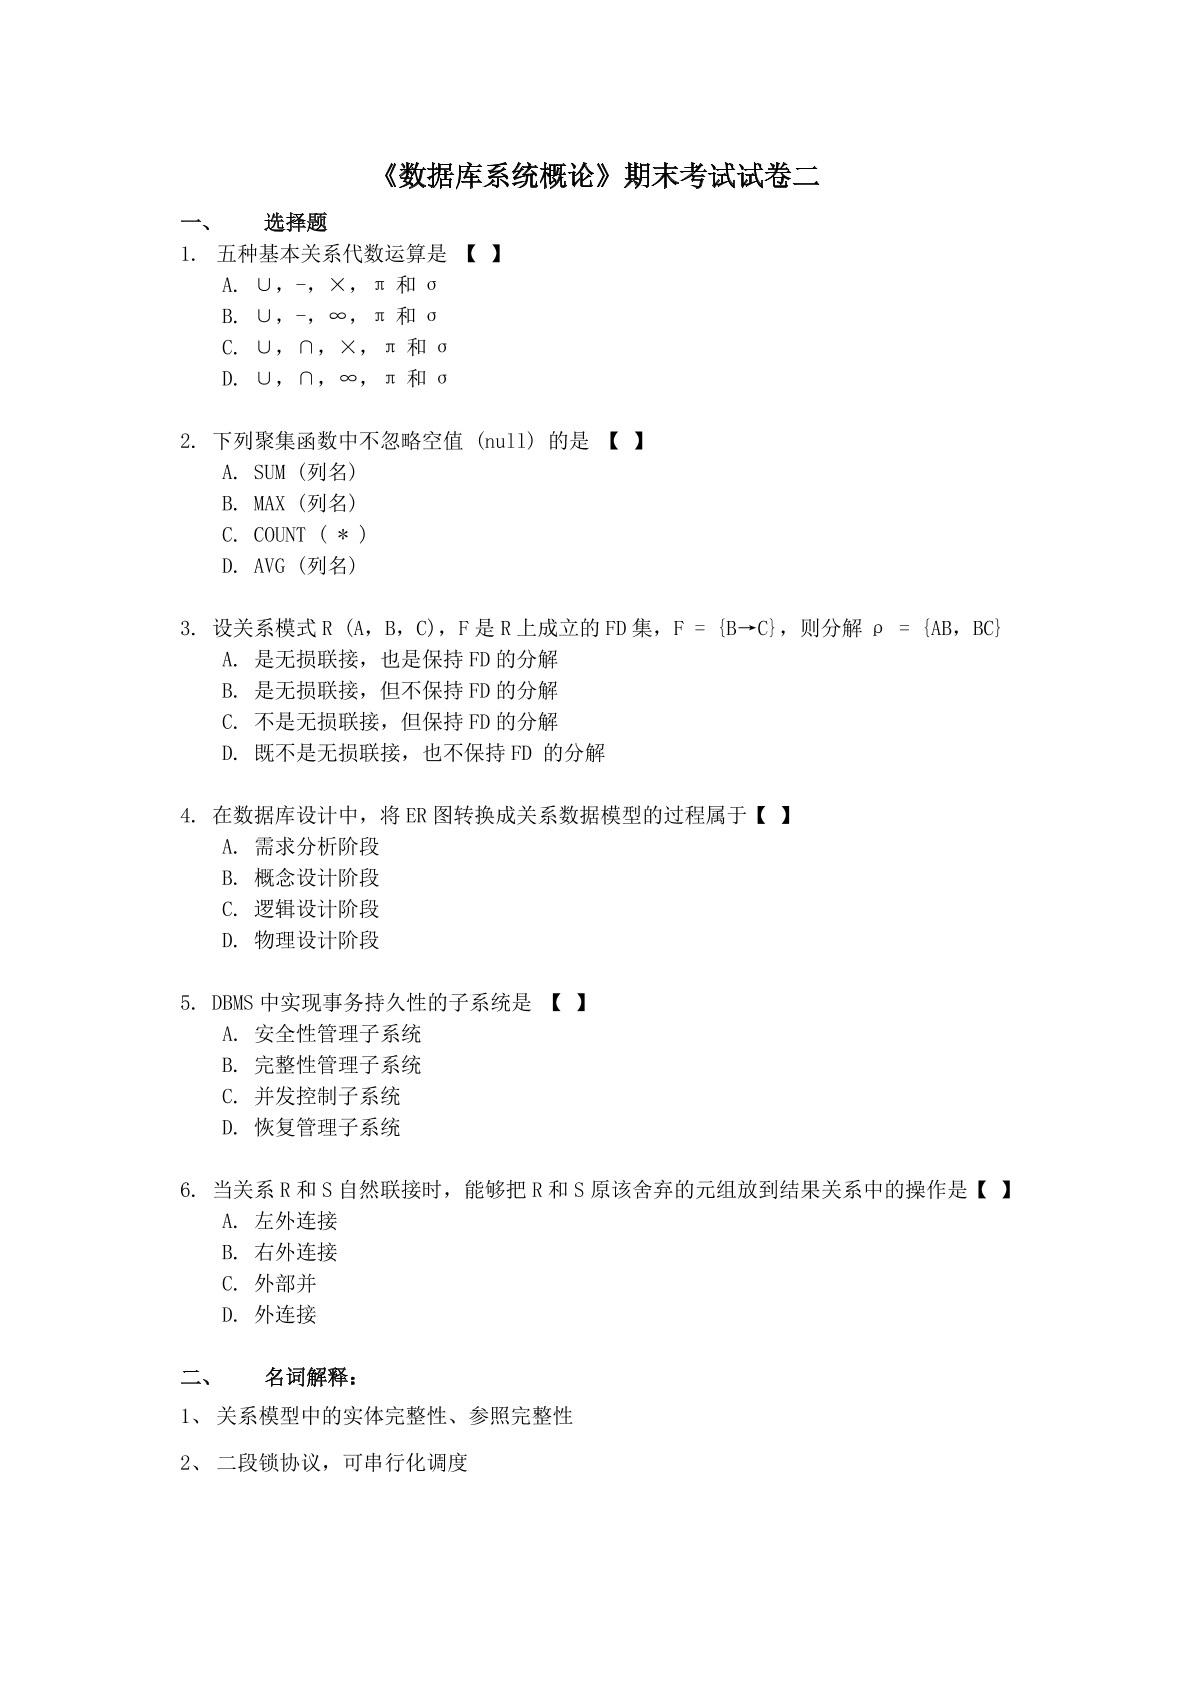 《数据库系统概论》期末考试试卷二
一、 选择题
1. 五种基本关系代数运算是 【 】
A. ∪，-，×，π 和 σ
B. ∪，-，∞，π 和 σ
C. ∪，∩，×，π 和 σ
D. ∪，∩，∞，π 和 σ
2. 下列聚集函数中不忽略空值 (null) 的是 【 】
A. SUM (列名)
B. MAX (列名)
C. COUNT ( * )
D. AVG (列名)
3. 设关系模式 R (A，B，C)，F 是 R 上成立的 FD 集，F = {B→C}，则分解 ρ = {AB，BC}
A. 是无损联接，也是保持 FD 的分解
B. 是无损联接，但不保持 FD 的分解
C. 不是无损联接，但保持 FD 的分解
D. 既不是无损联接，也不保持 FD 的分解
4. 在数据库设计中，将 ER 图转换成关系数据模型的过程属于【 】
A. 需求分析阶段
B. 概念设计阶段
C. 逻辑设计阶段
D. 物理设计阶段
5. DBMS 中实现事务持久性的子系统是 【 】
A. 安全性管理子系统
B. 完整性管理子系统
C. 并发控制子系统
D. 恢复管理子系统
6. 当关系 R 和 S 自然联接时，能够把 R 和 S 原该舍弃的元组放到结果关系中的操作是【 】
A. 左外连接
B. 右外连接
C. 外部并
D. 外连接
二、 名词解释：
1、 关系模型中的实体完整性、参照完整性
2、 二段锁协议，可串行化调度